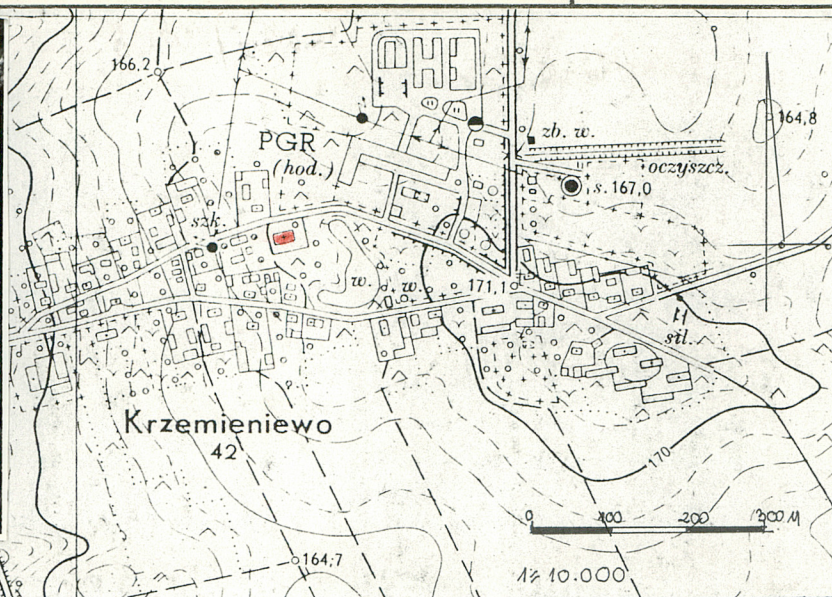 166,2
PGR
(hod.)
zb. w.
oczyszcz.
s. 167,0
164,8
szk.
w.
w.
171,1
sil.
Krzemieniewo
42
170
164,7
0 100 200 300 M
1:10.000